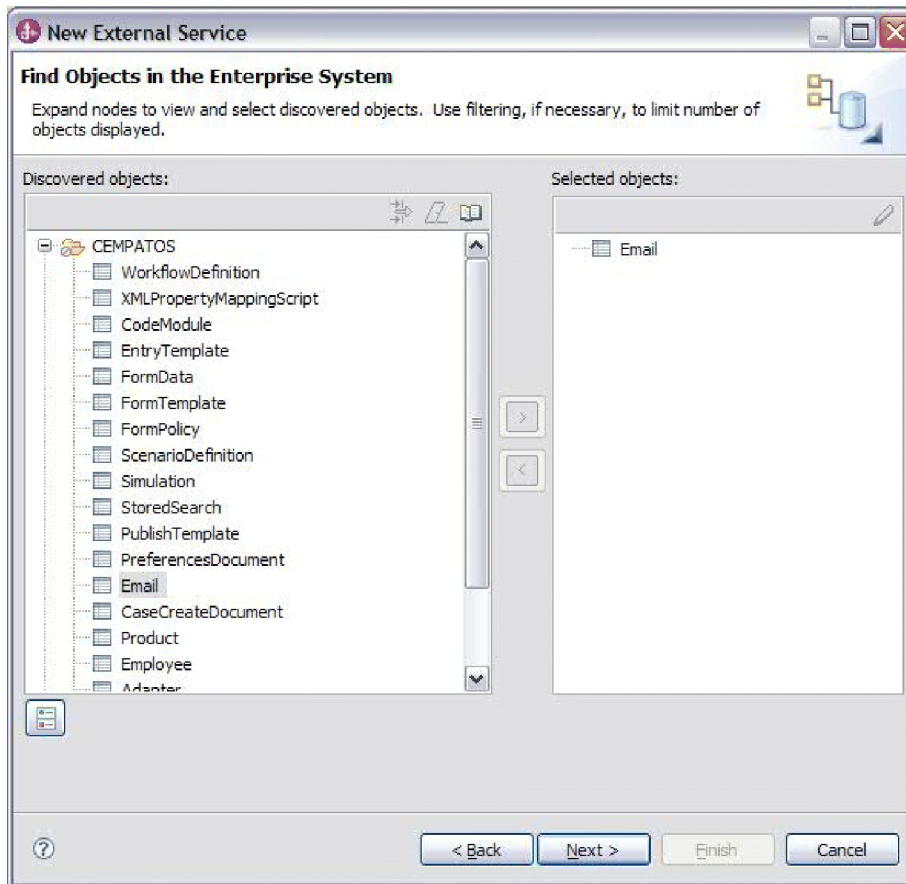 New External Service
Find Objects in the Enterprise System
Expand nodes to view and select discovered objects. Use filtering, if necessary, to limit number of
objects displayed.
Discovered objects:
Selected objects:
CEMPATOS
WorkflowDefinition
XMLPropertyMappingScript
CodeModule
EntryTemplate
FormData
FormTemplate
FormPolicy
ScenarioDefinition
Simulation
StoredSearch
PublishTemplate
PreferencesDocument
Email
CaseCreateDocument
Product
Employee
Adapter
Email
>
<
?
< Back
Next >
Finish
Cancel